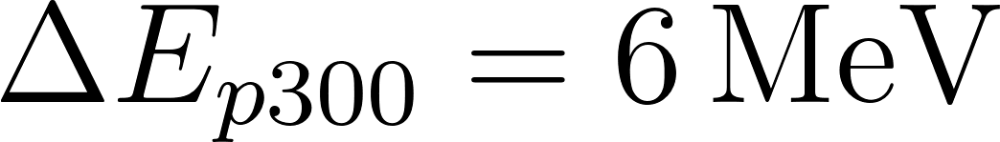 ΔE_{p300} = 6 MeV